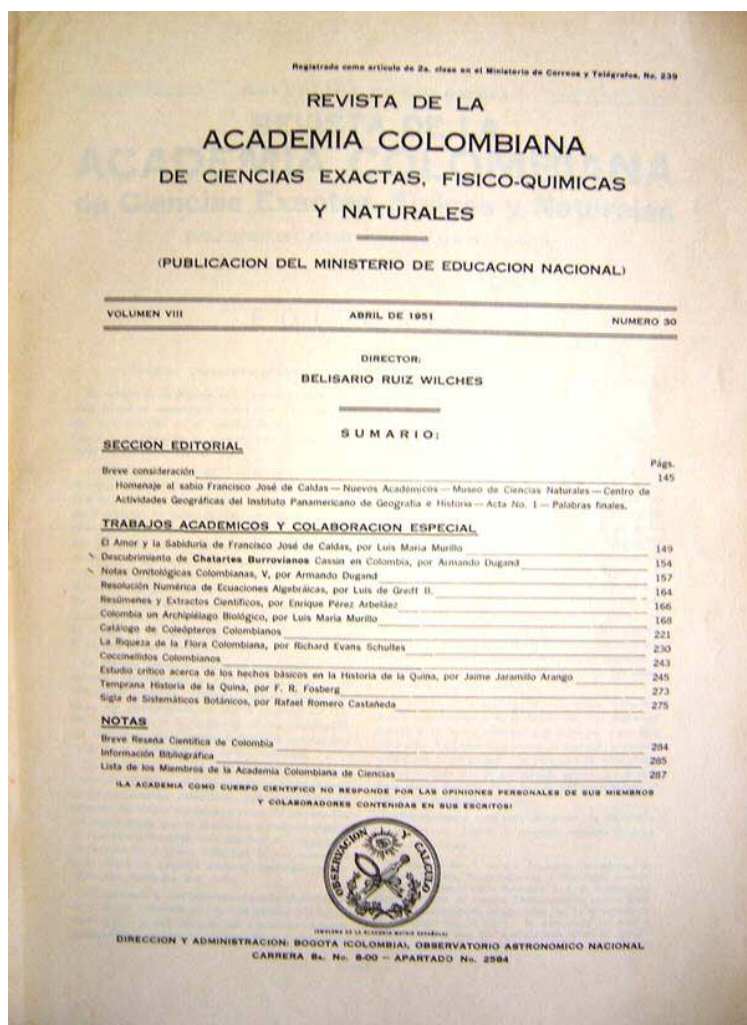 Registrado como artículo de 2a. clase en el Ministerio de Correos y Telégrafos, No. 239
REVISTA DE LA
ACADEMIA COLOMBIANA
DE CIENCIAS EXACTAS, FISICO-QUIMICAS
Y NATURALES
(PUBLICACION DEL MINISTERIO DE EDUCACION NACIONAL)
VOLUMEN VIII ABRIL DE 1951 NUMERO 30
DIRECTOR:
BELISARIO RUIZ WILCHES
SUMARIO:
SECCION EDITORIAL
Págs.
Breve consideración 145
Homenaje al sabio Francisco José de Caldas — Nuevos Académicos — Museo de Ciencias Naturales — Centro de
Actividades Geográficas del Instituto Panamericano de Geografía e Historia — Acta No. 1 — Palabras finales.
TRABAJOS ACADEMICOS Y COLABORACION ESPECIAL
El Amor y la Sabiduría de Francisco José de Caldas, por Luis María Murillo 149
Descubrimiento de Chatartes Burrovianos Cassin en Colombia, por Armando Dugand 154
Notas Ornitológicas Colombianas, V, por Armando Dugand 157
Resolución Numérica de Ecuaciones Algebráicas, por Luis de Greiff B. 164
Resúmenes y Extractos Científicos, por Enrique Pérez Arbeláez 166
Colombia un Archipiélago Biológico, por Luis María Murillo 168
Catálogo de Coleópteros Colombianos 221
La Riqueza de la Flora Colombiana, por Richard Evans Schultes 230
Coccinellidos Colombianos 243
Estudio crítico acerca de los hechos básicos en la Historia de la Quina, por Jaime Jaramillo Arango 245
Temprana Historia de la Quina, por F. R. Fosberg 273
Sigla de Sistemáticos Botánicos, por Rafael Romero Castañeda 275
NOTAS
Breve Reseña Científica de Colombia 284
Información Bibliográfica 285
Lista de los Miembros de la Academia Colombiana de Ciencias 287
(LA ACADEMIA COMO CUERPO CIENTIFICO NO RESPONDE POR LAS OPINIONES PERSONALES DE SUS MIEMBROS
Y COLABORADORES CONTENIDAS EN SUS ESCRITOS)
OBSERVACION Y CALCULO
(EMBLEMA DE LA ACADEMIA MATRIZ ESPAÑOLA)
DIRECCION Y ADMINISTRACION: BOGOTA (COLOMBIA), OBSERVATORIO ASTRONOMICO NACIONAL
CARRERA 8a. No. 8-00 — APARTADO No. 2584